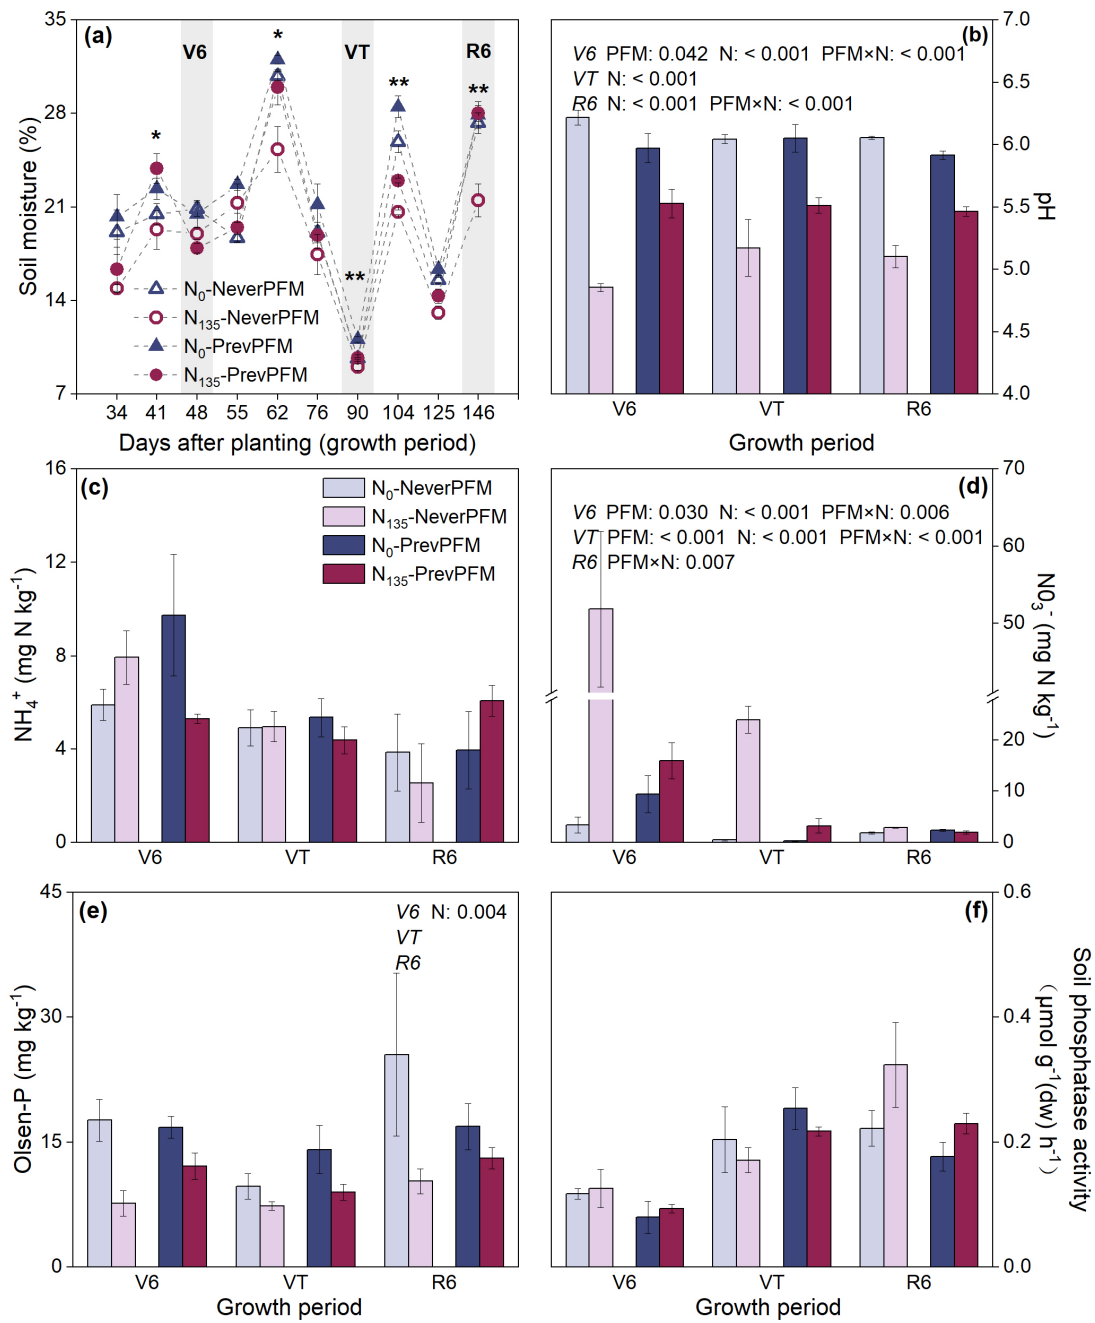 (a)
V6
*
VT
R6
*
**
**
**
35
28
21
14
7
Soil moisture (%)
N₀-NeverPFM
N₁₃₅-NeverPFM
N₀-PrevPFM
N₁₃₅-PrevPFM
34 41 48 55 62 76 90 104 125 146
Days after planting (growth period)
(b)
V6 PFM: 0.042 N: < 0.001 PFM×N: < 0.001
VT N: < 0.001
R6 N: < 0.001 PFM×N: < 0.001
7.0
6.5
6.0
5.5
5.0
4.5
4.0
pH
V6 VT R6
Growth period
(c)
N₀-NeverPFM
N₁₃₅-NeverPFM
N₀-PrevPFM
N₁₃₅-PrevPFM
16
12
8
4
0
NH₄⁺ (mg N kg⁻¹)
V6 VT R6
(d)
V6 PFM: 0.030 N: < 0.001 PFM×N: 0.006
VT PFM: < 0.001 N: < 0.001 PFM×N: < 0.001
R6 PFM×N: 0.007
70
60
50
20
10
0
N0₃⁻ (mg N kg⁻¹)
V6 VT R6
(e)
V6 N: 0.004
VT
R6
45
30
15
0
Olsen-P (mg kg⁻¹)
V6 VT R6
Growth period
(f)
0.6
0.4
0.2
0.0
Soil phosphatase activity
(μmol g⁻¹(dw) h⁻¹)
V6 VT R6
Growth period